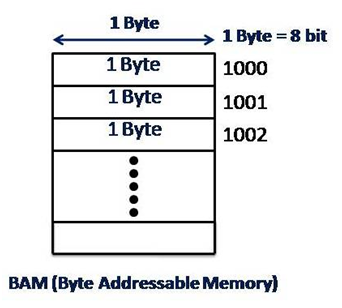 1 Byte
1 Byte = 8 bit
1 Byte 1000
1 Byte 1001
1 Byte 1002
BAM (Byte Addressable Memory)